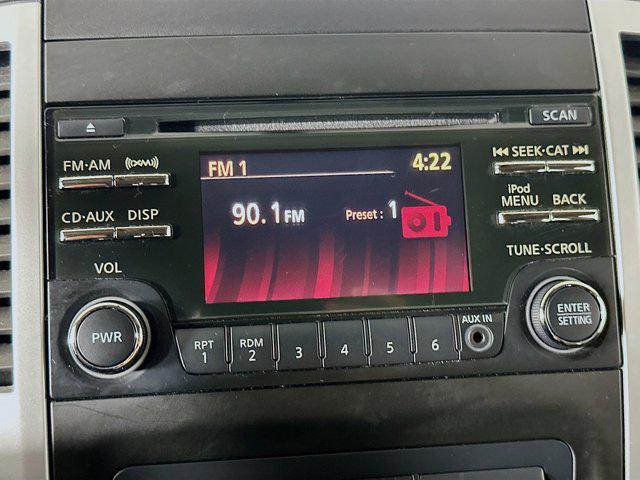 SCAN
FM·AM
((XM))
SEEK·CAT
FM 1
4:22
iPod
MENU
BACK
CD·AUX
DISP
90.1 FM
Preset : 1
TUNE·SCROLL
VOL
PWR
ENTER
SETTING
RPT
1
RDM
2
3
4
5
6
AUX IN